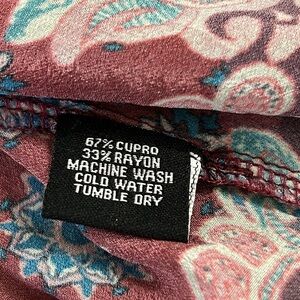 67% CUPRO
33% RAYON
MACHINE WASH
COLD WATER
TUMBLE DRY